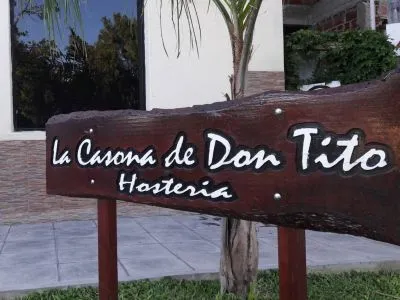 La Casona de Don Tito
Hosteria